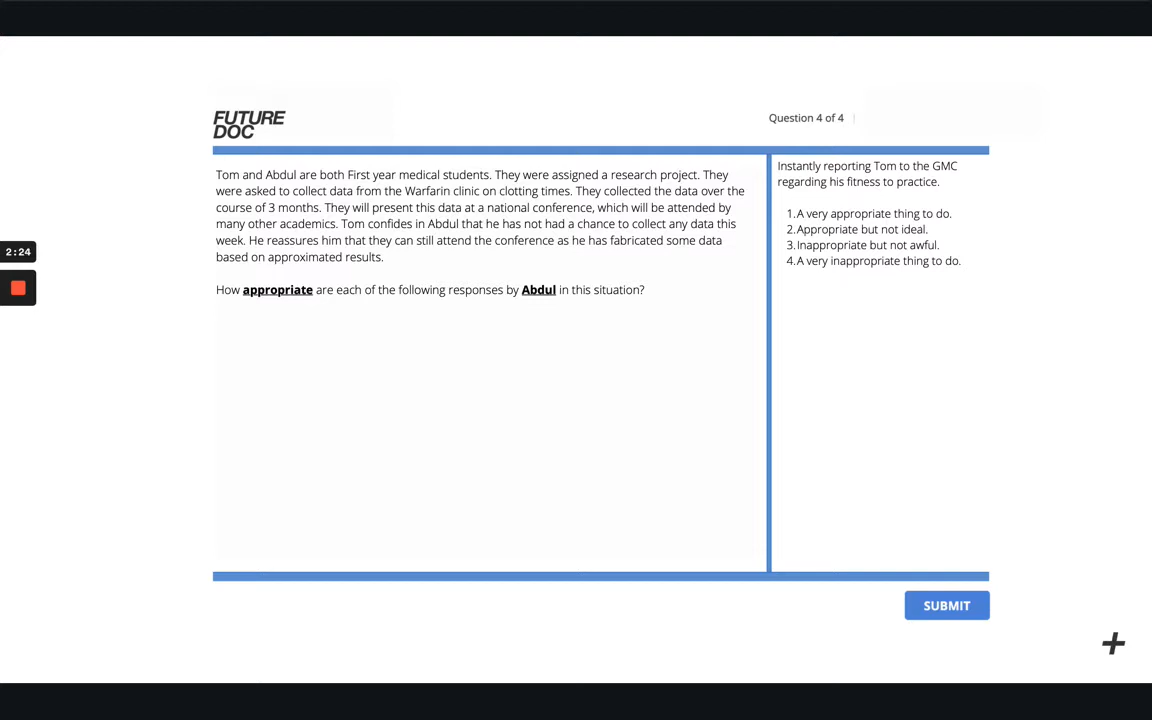 FUTURE
DOC
Question 4 of 4
Tom and Abdul are both First year medical students. They were assigned a research project. They
were asked to collect data from the Warfarin clinic on clotting times. They collected the data over the
course of 3 months. They will present this data at a national conference, which will be attended by
many other academics. Tom confides in Abdul that he has not had a chance to collect any data this
week. He reassures him that they can still attend the conference as he has fabricated some data
based on approximated results.
How appropriate are each of the following responses by Abdul in this situation?
Instantly reporting Tom to the GMC
regarding his fitness to practice.
1.A very appropriate thing to do.
2.Appropriate but not ideal.
3.Inappropriate but not awful.
4.A very inappropriate thing to do.
2:24
SUBMIT